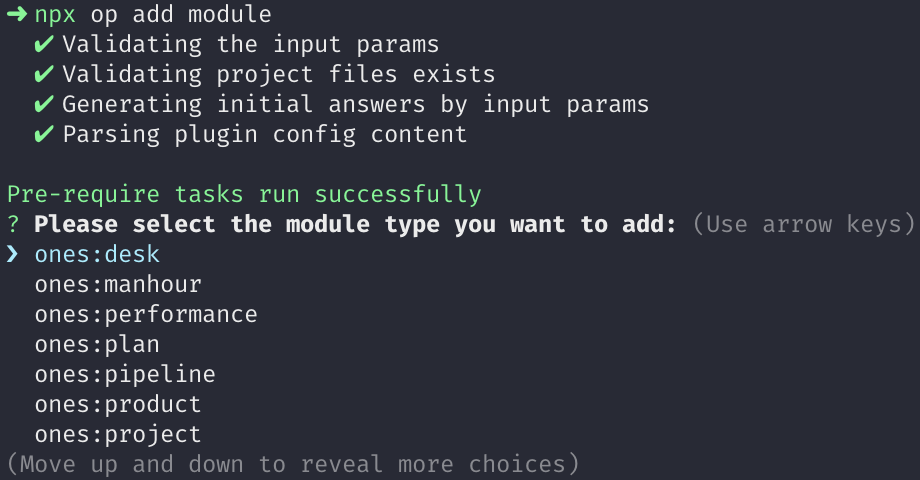 ➜ npx op add module
✔ Validating the input params
✔ Validating project files exists
✔ Generating initial answers by input params
✔ Parsing plugin config content
Pre-require tasks run successfully
? Please select the module type you want to add: (Use arrow keys)
❯ ones:desk
ones:manhour
ones:performance
ones:plan
ones:pipeline
ones:product
ones:project
(Move up and down to reveal more choices)